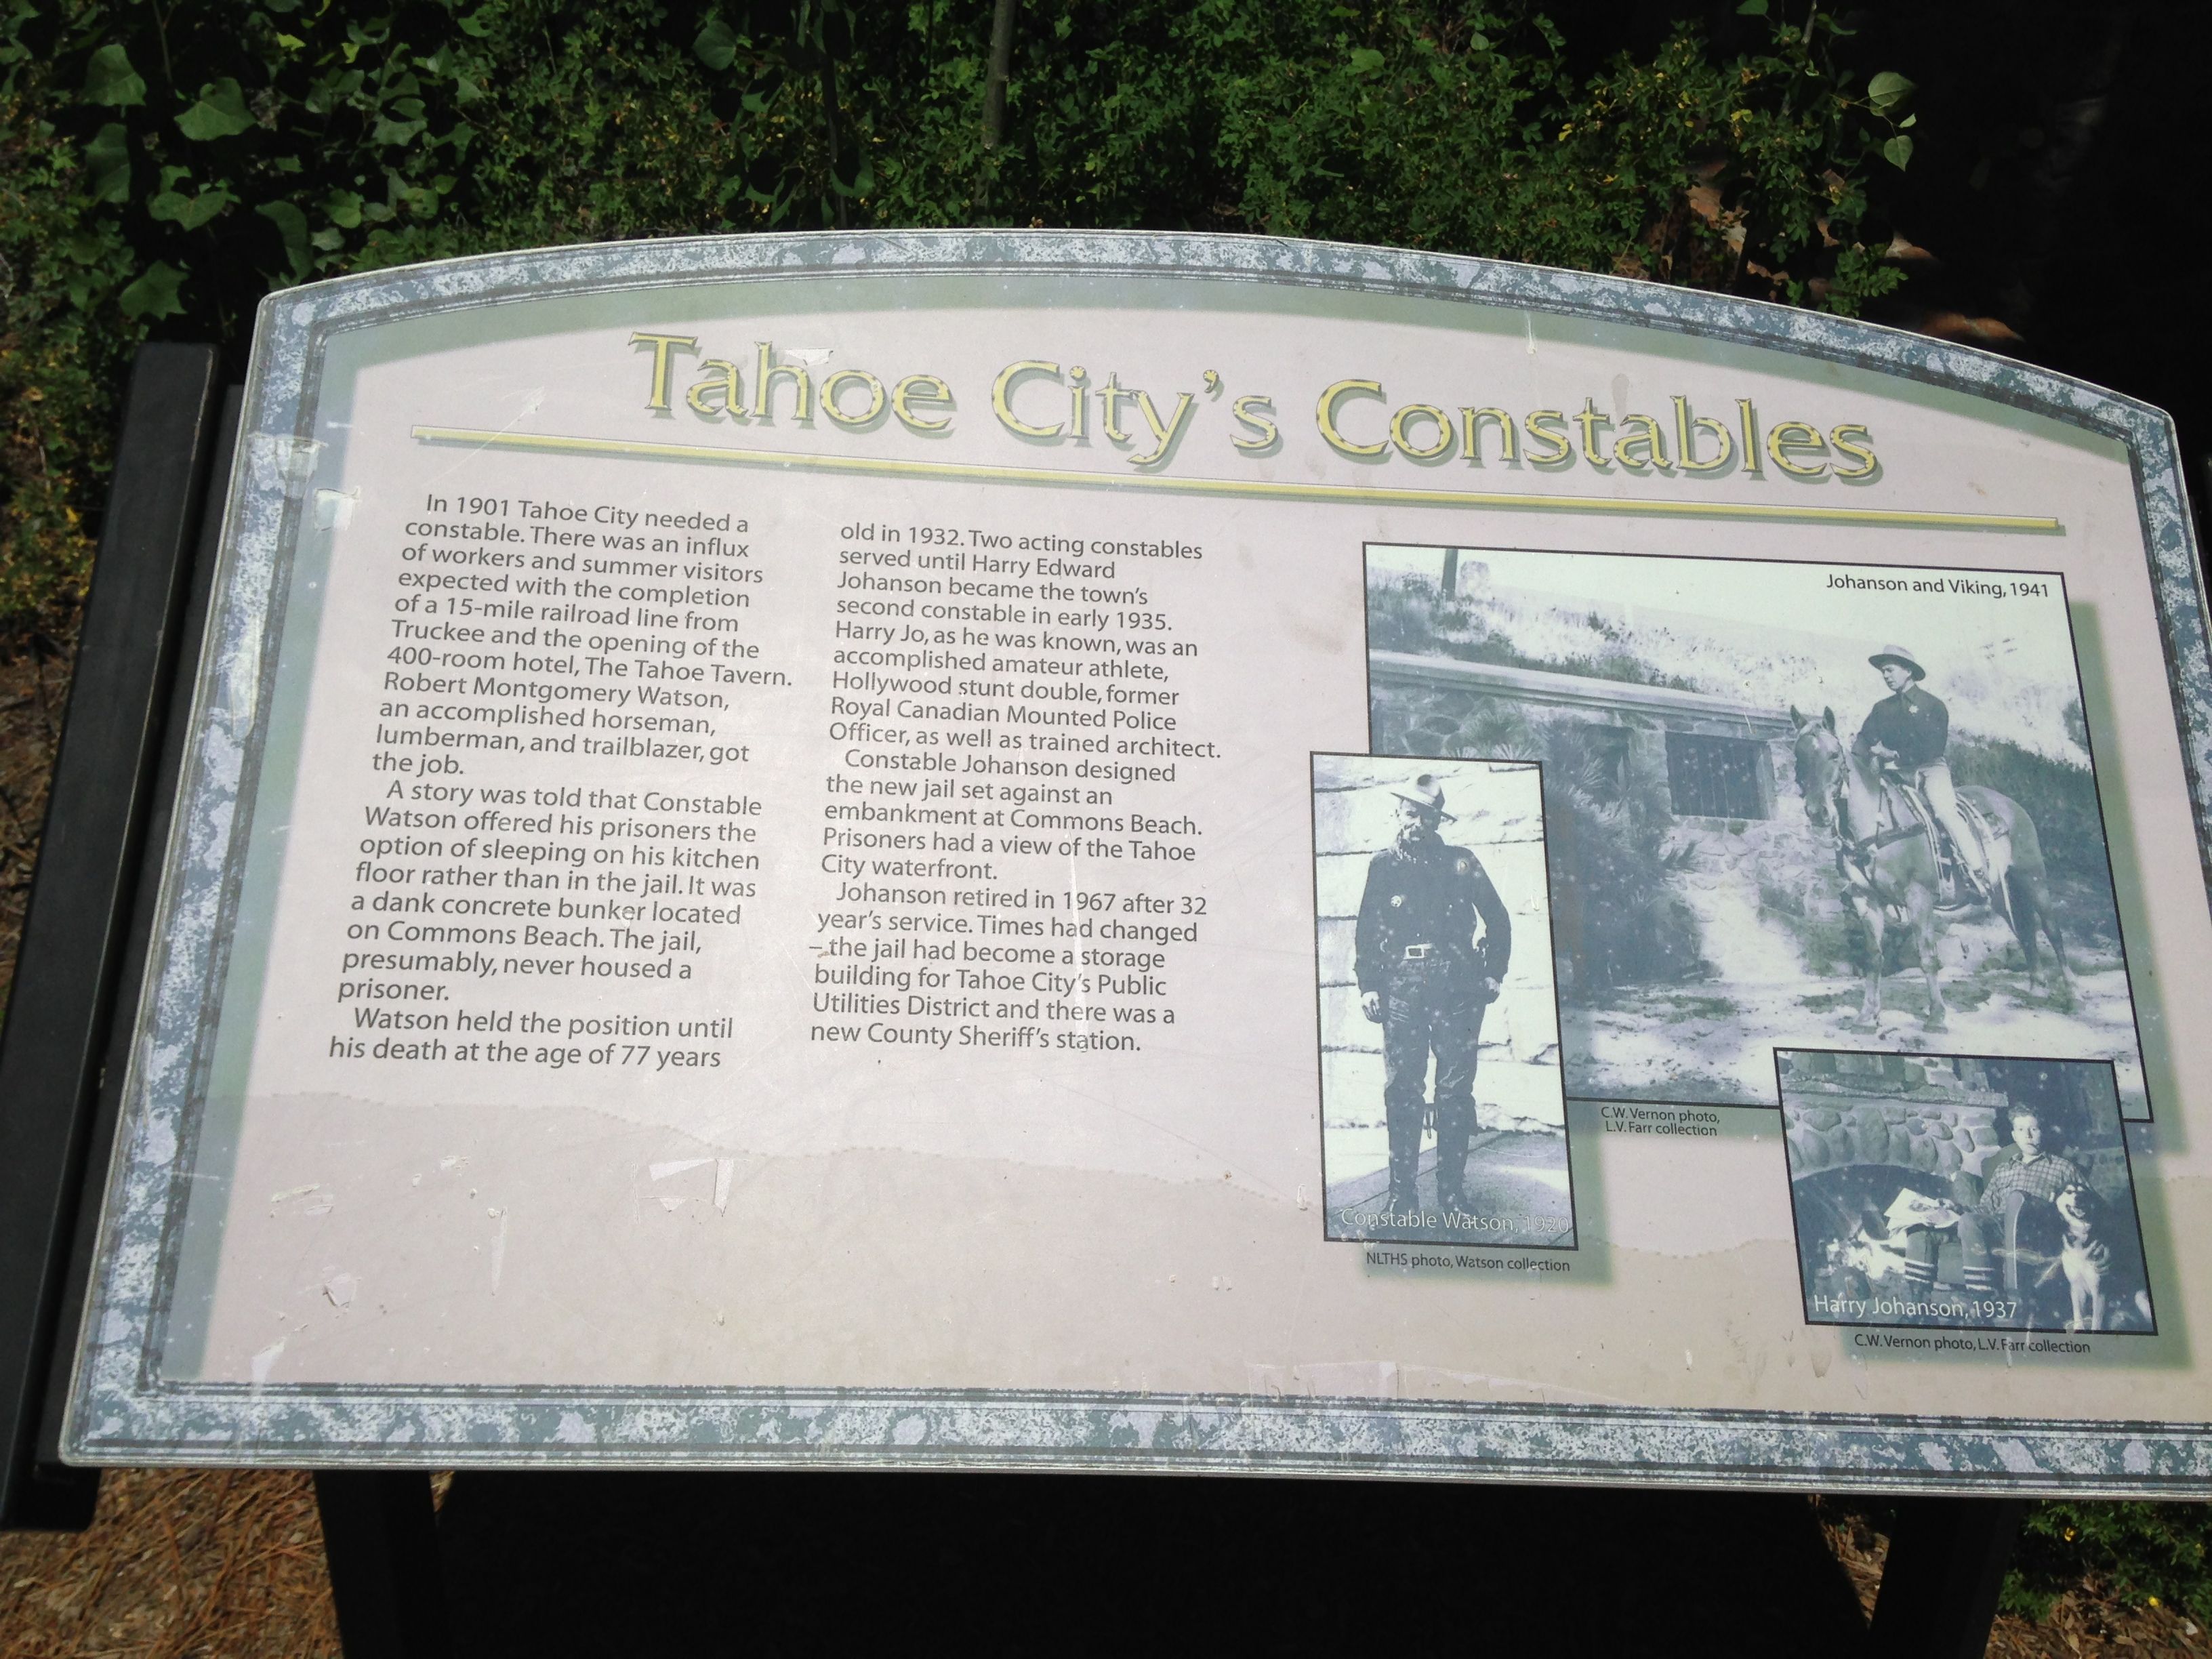 Tahoe City's Constables
In 1901 Tahoe City needed a
constable. There was an influx
of workers and summer visitors
expected with the completion
of a 15-mile railroad line from
Truckee and the opening of the
400-room hotel, The Tahoe Tavern.
Robert Montgomery Watson,
an accomplished horseman,
lumberman, and trailblazer, got
the job.
A story was told that Constable
Watson offered his prisoners the
option of sleeping on his kitchen
floor rather than in the jail. It was
a dank concrete bunker located
on Commons Beach. The jail,
presumably, never housed a
prisoner.
Watson held the position until
his death at the age of 77 years
old in 1932. Two acting constables
served until Harry Edward
Johanson became the town's
second constable in early 1935.
Harry Jo, as he was known, was an
accomplished amateur athlete,
Hollywood stunt double, former
Royal Canadian Mounted Police
Officer, as well as trained architect.
Constable Johanson designed
the new jail set against an
embankment at Commons Beach.
Prisoners had a view of the Tahoe
City waterfront.
Johanson retired in 1967 after 32
year's service. Times had changed
– the jail had become a storage
building for Tahoe City's Public
Utilities District and there was a
new County Sheriff's station.
Johanson and Viking, 1941
C.W. Vernon photo,
L.V. Farr collection
Constable Watson, 1920
NLTHS photo, Watson collection
Harry Johanson, 1937
C.W. Vernon photo, L.V. Farr collection